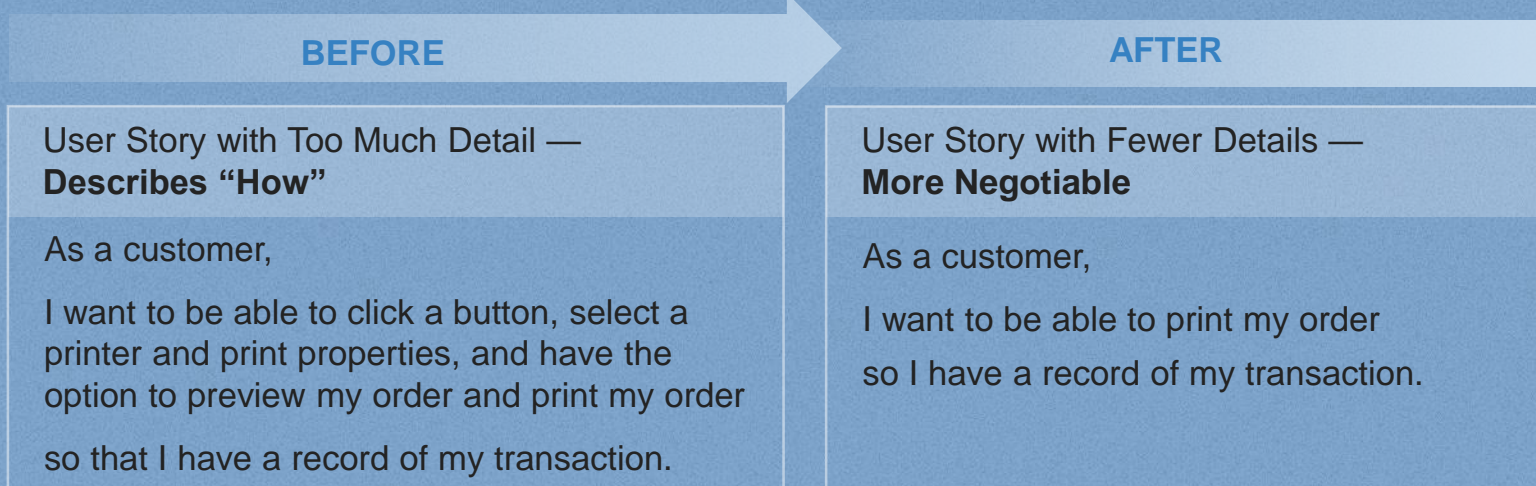 BEFORE
User Story with Too Much Detail —
Describes “How”
As a customer,
I want to be able to click a button, select a
printer and print properties, and have the
option to preview my order and print my order
so that I have a record of my transaction.
AFTER
User Story with Fewer Details —
More Negotiable
As a customer,
I want to be able to print my order
so I have a record of my transaction.